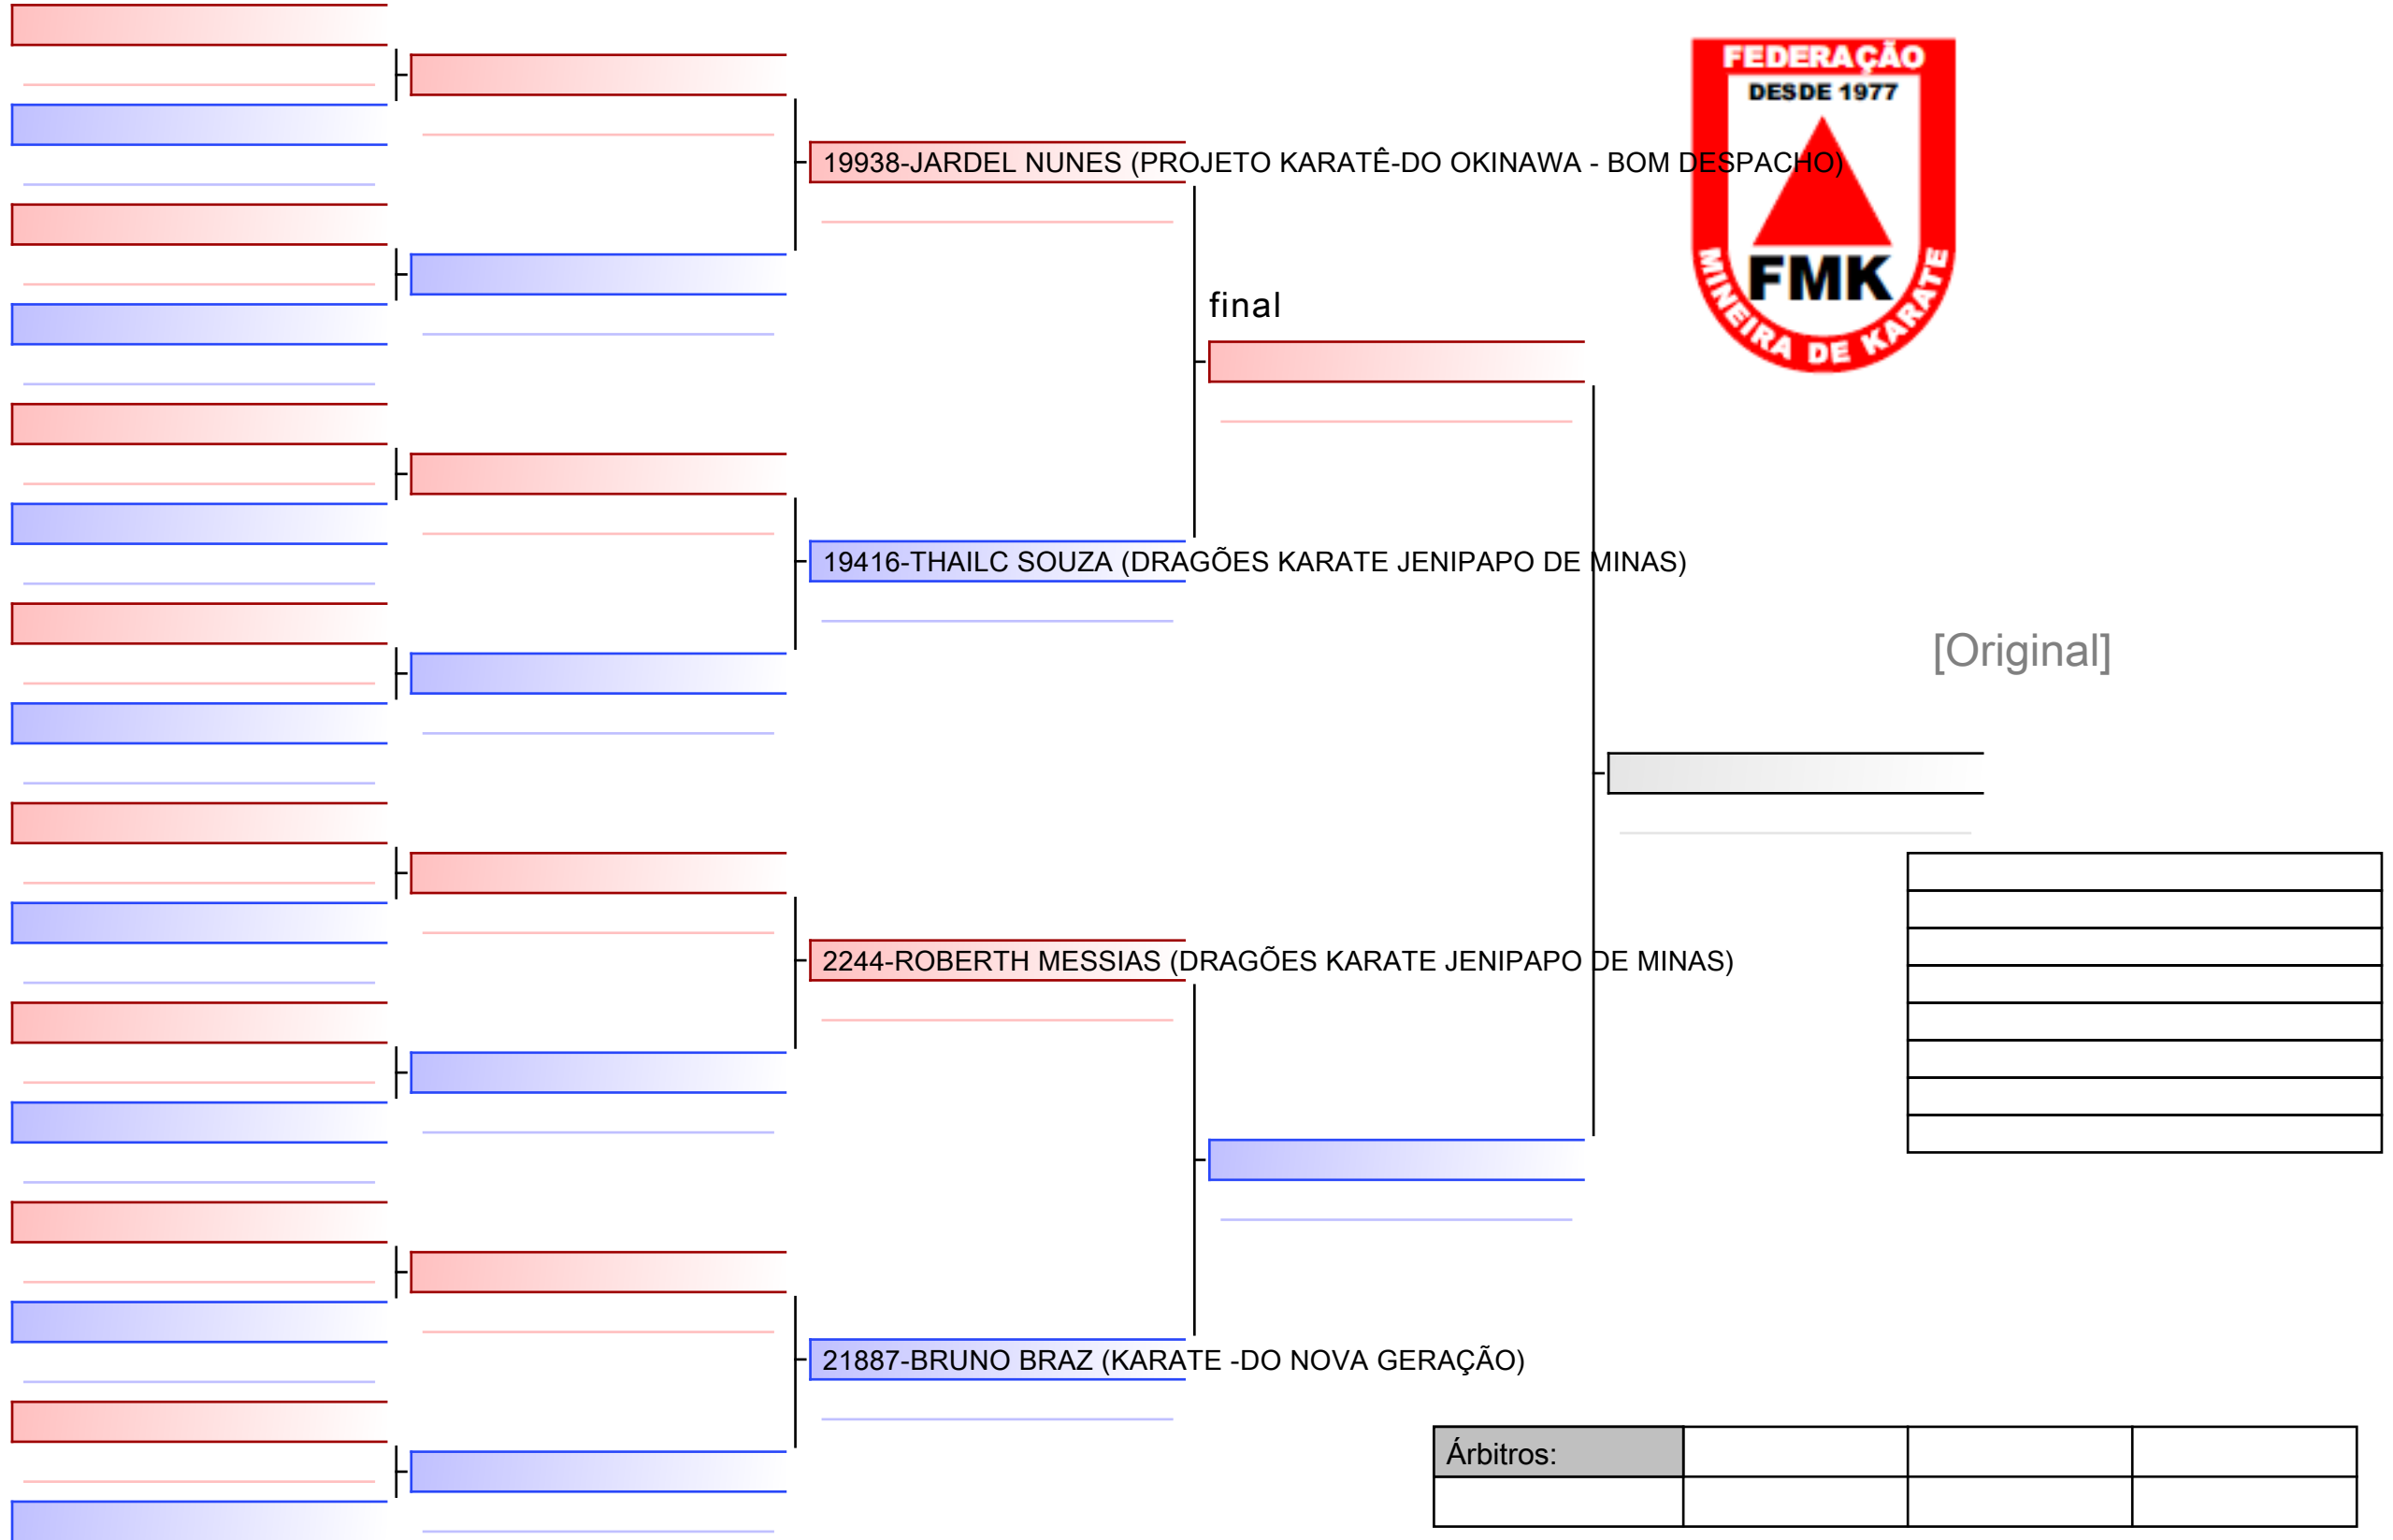 FEDERAÇÃO
DESDE 1977
FMK
MINEIRA DE KARATE
19938-JARDEL NUNES (PROJETO KARATÊ-DO OKINAWA - BOM DESPACHO)
final
19416-THAILC SOUZA (DRAGÕES KARATE JENIPAPO DE MINAS)
[Original]
2244-ROBERTH MESSIAS (DRAGÕES KARATE JENIPAPO DE MINAS)
21887-BRUNO BRAZ (KARATE -DO NOVA GERAÇÃO)
Árbitros: